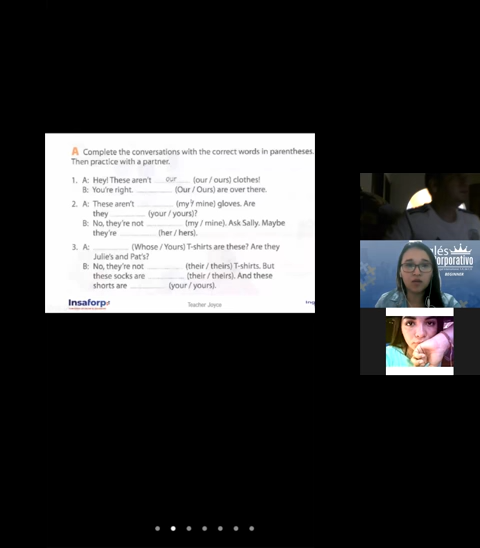 A Complete the conversations with the correct words in parentheses.
Then practice with a partner.
1. A: Hey! These aren't our (our / ours) clothes!
B: You're right. (Our / Ours) are over there.
2. A: These aren't (my / mine) gloves. Are
they (your / yours)?
B: No, they're not (my / mine). Ask Sally. Maybe
they're (her / hers).
3. A: (Whose / Yours) T-shirts are these? Are they
Julie's and Pat's?
B: No, they're not (their / theirs) T-shirts. But
these socks are (their / theirs). And these
shorts are (your / yours).
Insaforp
Teacher Joyce
glés
orporativo
BEGINNER